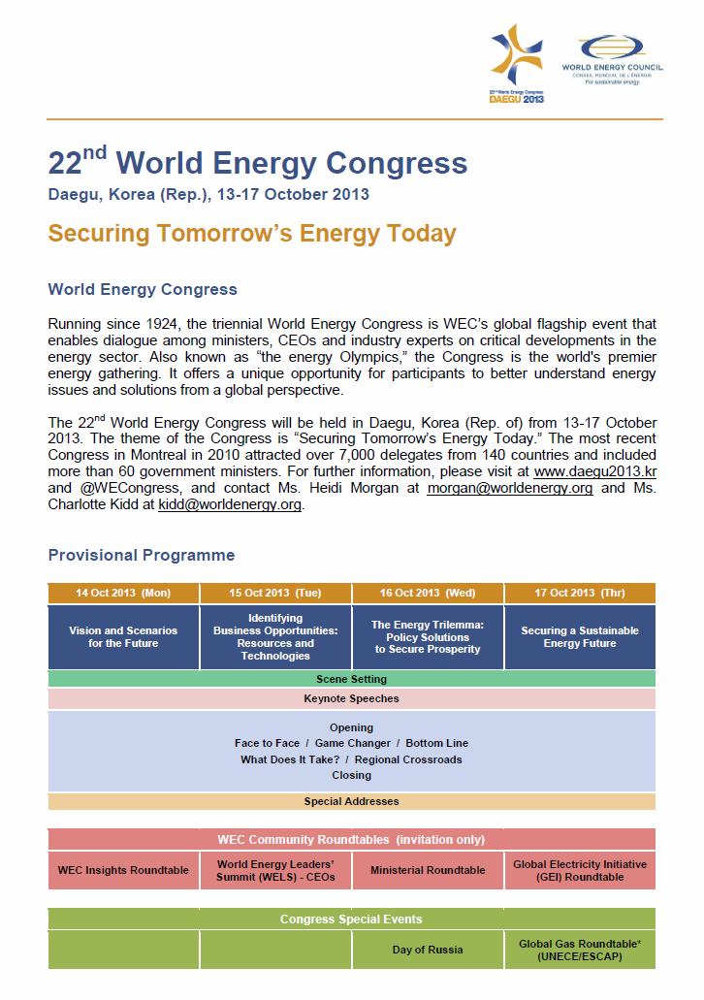 22nd World Energy Congress
DAEGU 2013
WORLD ENERGY COUNCIL
CONSEIL MONDIAL DE L'ÉNERGIE
For sustainable energy.
22nd World Energy Congress
Daegu, Korea (Rep.), 13-17 October 2013
Securing Tomorrow's Energy Today
World Energy Congress
Running since 1924, the triennial World Energy Congress is WEC's global flagship event that
enables dialogue among ministers, CEOs and industry experts on critical developments in the
energy sector. Also known as "the energy Olympics," the Congress is the world's premier
energy gathering. It offers a unique opportunity for participants to better understand energy
issues and solutions from a global perspective.
The 22nd World Energy Congress will be held in Daegu, Korea (Rep. of) from 13-17 October
2013. The theme of the Congress is "Securing Tomorrow's Energy Today." The most recent
Congress in Montreal in 2010 attracted over 7,000 delegates from 140 countries and included
more than 60 government ministers. For further information, please visit at www.daegu2013.kr
and @WECongress, and contact Ms. Heidi Morgan at morgan@worldenergy.org and Ms.
Charlotte Kidd at kidd@worldenergy.org.
Provisional Programme
14 Oct 2013 (Mon)
15 Oct 2013 (Tue)
16 Oct 2013 (Wed)
17 Oct 2013 (Thr)
Vision and Scenarios
for the Future
Identifying
Business Opportunities:
Resources and
Technologies
The Energy Trilemma:
Policy Solutions
to Secure Prosperity
Securing a Sustainable
Energy Future
Scene Setting
Keynote Speeches
Opening
Face to Face / Game Changer / Bottom Line
What Does It Take? / Regional Crossroads
Closing
Special Addresses
WEC Community Roundtables (invitation only)
WEC Insights Roundtable
World Energy Leaders'
Summit (WELS) - CEOs
Ministerial Roundtable
Global Electricity Initiative
(GEI) Roundtable
Congress Special Events
Day of Russia
Global Gas Roundtable*
(UNECE/ESCAP)